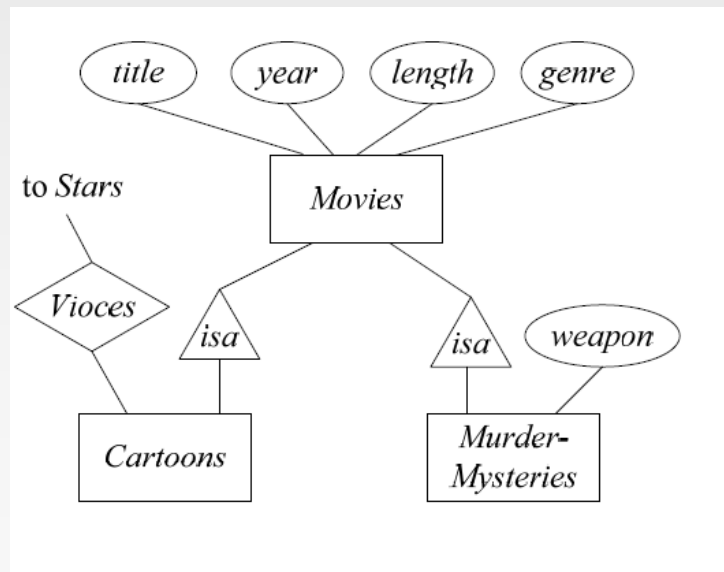 title
year
length
genre
to Stars
Movies
Vioces
isa
isa
weapon
Cartoons
Murder-
Mysteries